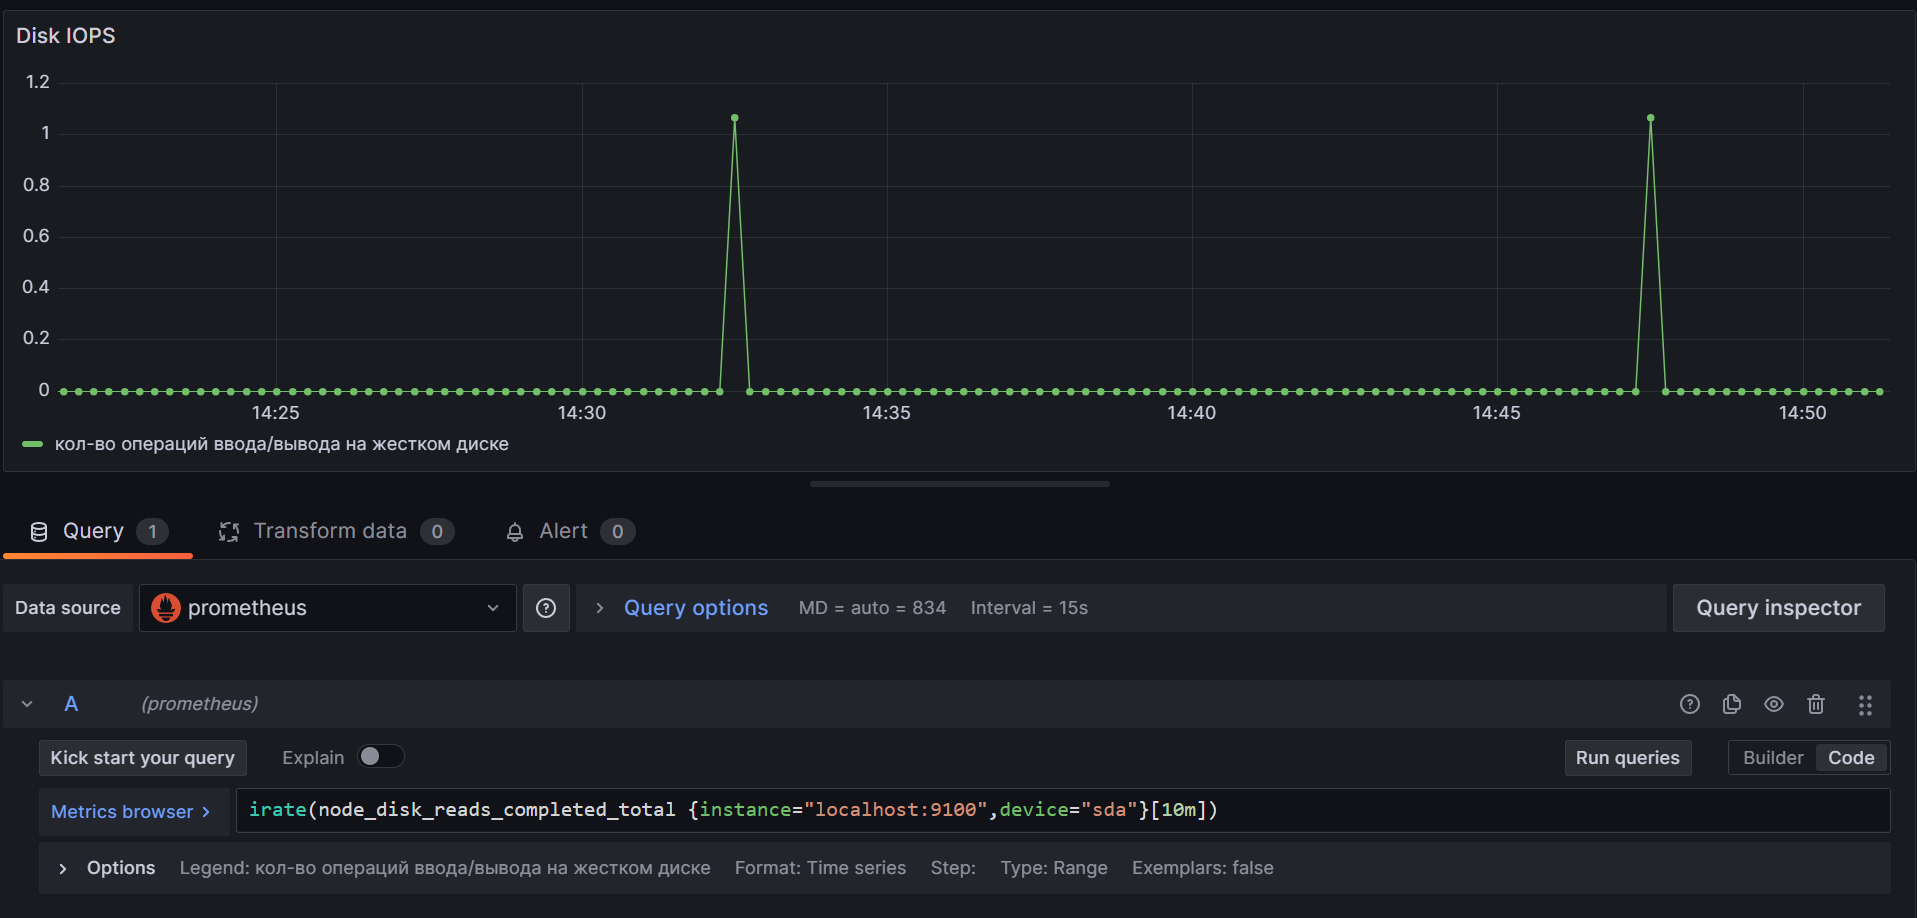 Disk IOPS
1.2
1
0.8
0.6
0.4
0.2
0
14:25 14:30 14:35 14:40 14:45 14:50
кол-во операций ввода/вывода на жестком диске
Query 1 Transform data 0 Alert 0
Data source prometheus Query options MD = auto = 834 Interval = 15s Query inspector
A (prometheus)
Kick start your query Explain Run queries Builder Code
Metrics browser > irate(node_disk_reads_completed_total {instance="localhost:9100",device="sda"}[10m])
Options Legend: кол-во операций ввода/вывода на жестком диске Format: Time series Step: Type: Range Exemplars: false